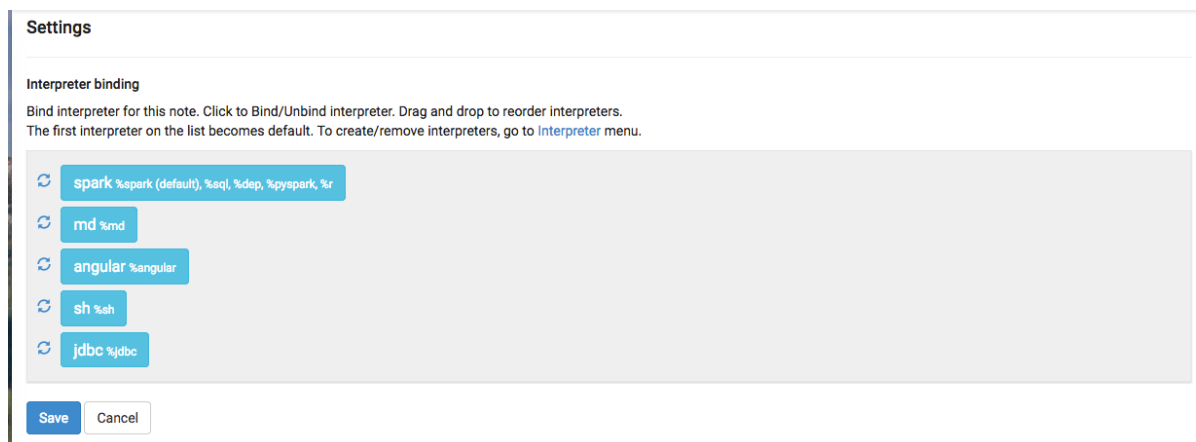 Settings
Interpreter binding
Bind interpreter for this note. Click to Bind/Unbind interpreter. Drag and drop to reorder interpreters.
The first interpreter on the list becomes default. To create/remove interpreters, go to Interpreter menu.
spark %spark (default), %sql, %dep, %pyspark, %r
md %md
angular %angular
sh %sh
jdbc %jdbc
Save Cancel